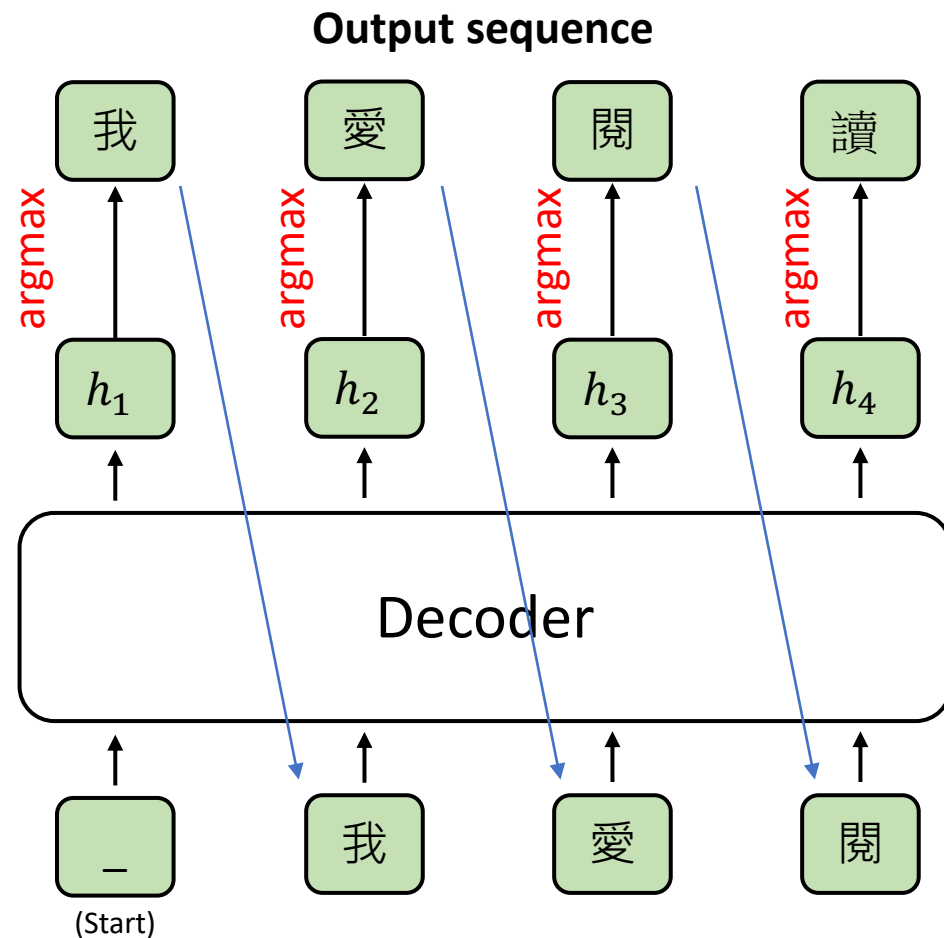 Output sequence
我 愛 閱 讀
argmax argmax argmax argmax
h₁ h₂ h₃ h₄
Decoder
_ 我 愛 閱
(Start)